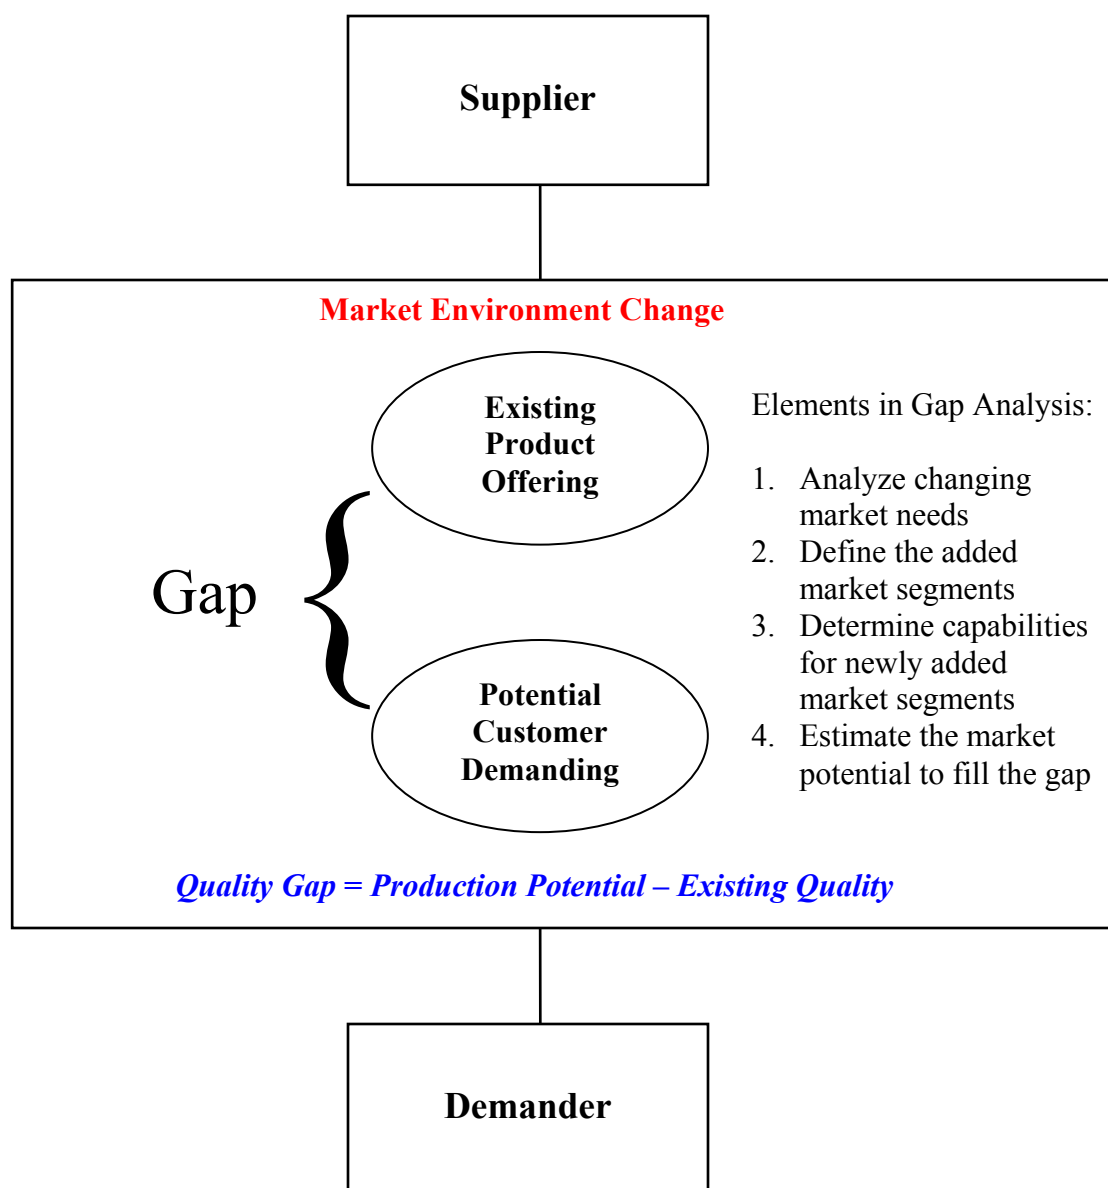 Supplier
Market Environment Change
Existing
Product
Offering
Gap
Potential
Customer
Demanding
Elements in Gap Analysis:
1. Analyze changing
market needs
2. Define the added
market segments
3. Determine capabilities
for newly added
market segments
4. Estimate the market
potential to fill the gap
Quality Gap = Production Potential – Existing Quality
Demander